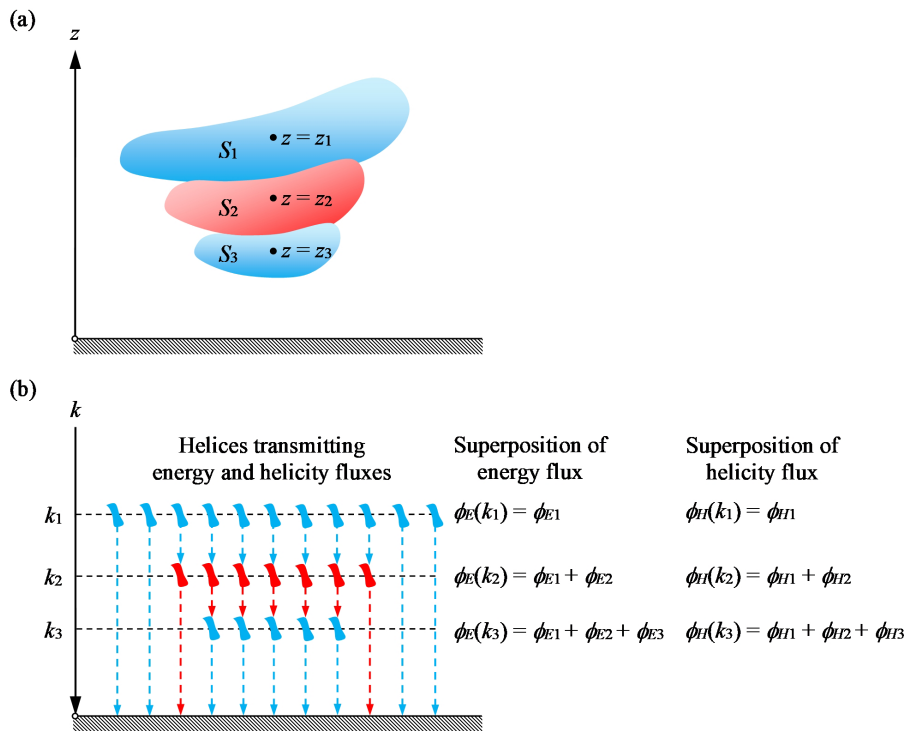 (a)
z
S1
z = z1
S2
z = z2
S3
z = z3
(b)
k
Helices transmitting
energy and helicity fluxes
Superposition of
energy flux
Superposition of
helicity flux
k1
ϕE(k1) = ϕE1
ϕH(k1) = ϕH1
k2
ϕE(k2) = ϕE1 + ϕE2
ϕH(k2) = ϕH1 + ϕH2
k3
ϕE(k3) = ϕE1 + ϕE2 + ϕE3
ϕH(k3) = ϕH1 + ϕH2 + ϕH3